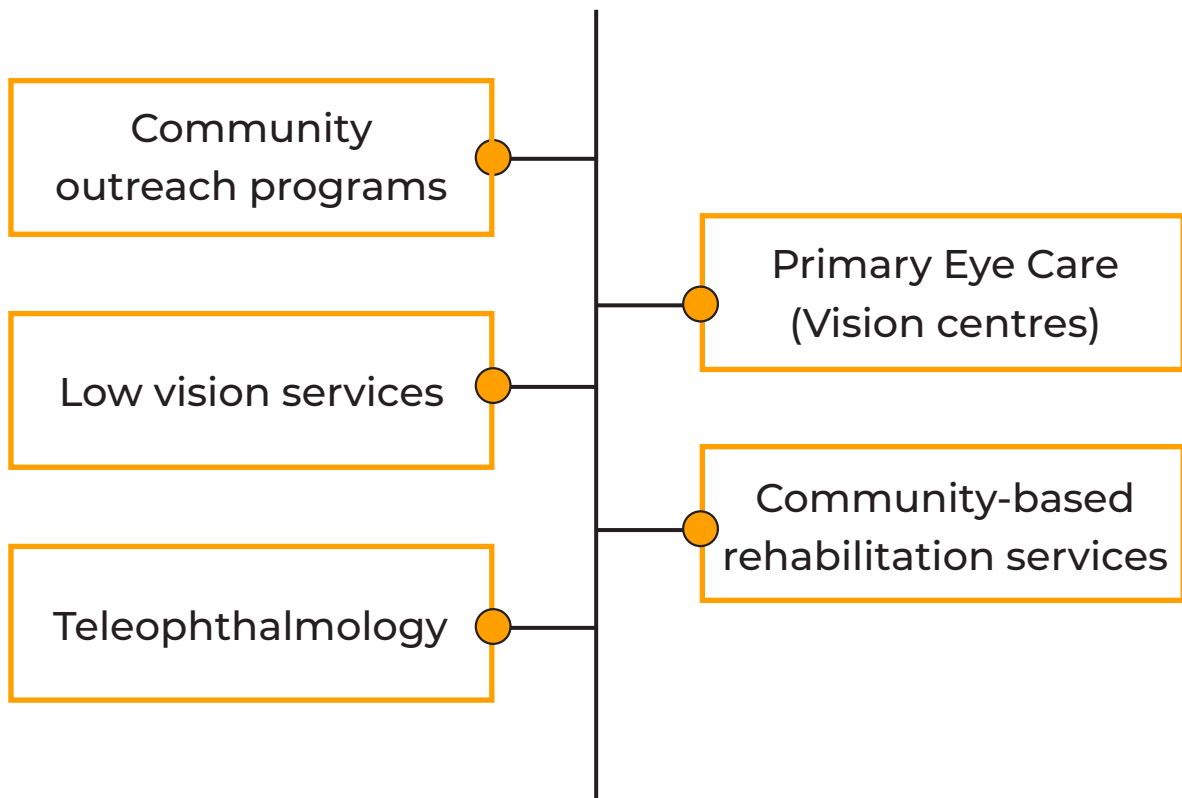 Community
outreach programs
Primary Eye Care
(Vision centres)
Low vision services
Community-based
rehabilitation services
Teleophthalmology